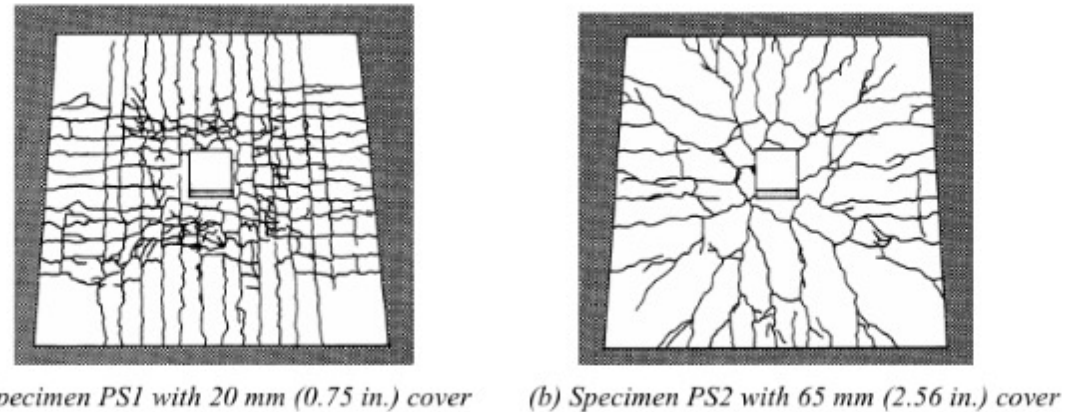 pecimen PS1 with 20 mm (0.75 in.) cover
(b) Specimen PS2 with 65 mm (2.56 in.) cover